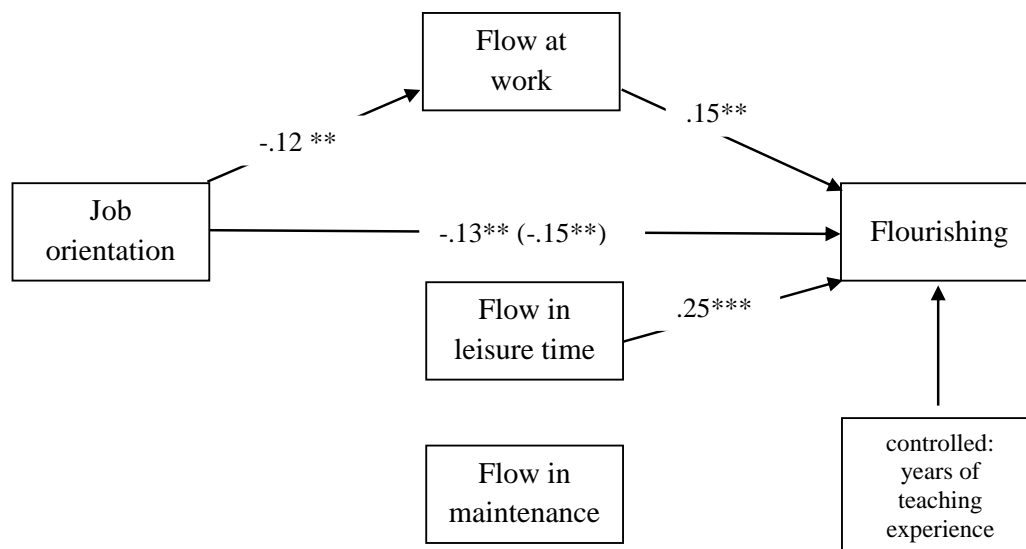 Flow at
work
-.12 **
.15**
Job
orientation
-.13** (-.15**)
Flourishing
Flow in
leisure time
.25***
Flow in
maintenance
controlled:
years of
teaching
experience